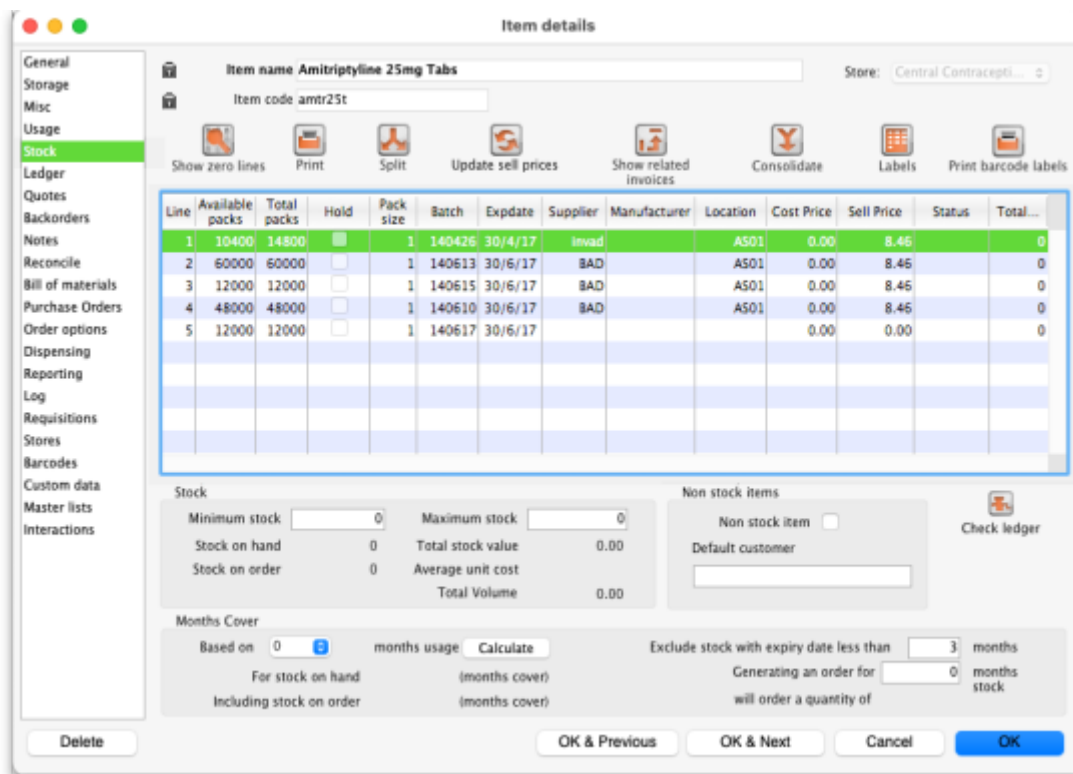 Item details
General
Storage
Misc
Usage
Stock
Ledger
Quotes
Backorders
Notes
Reconcile
Bill of materials
Purchase Orders
Order options
Dispensing
Reporting
Log
Requisitions
Stores
Barcodes
Custom data
Master lists
Interactions
Item name Amitriptyline 25mg Tabs
Store: Central Contracepti...
Item code amtr25t
Show zero lines Print Split Update sell prices Show related invoices Consolidate Labels Print barcode labels
Line Available packs Total packs Hold Pack size Batch Expdate Supplier Manufacturer Location Cost Price Sell Price Status Total...
1 10400 14800 1 140426 30/4/17 invad AS01 0.00 8.46 0
2 60000 60000 1 140613 30/6/17 BAD AS01 0.00 8.46 0
3 12000 12000 1 140615 30/6/17 BAD AS01 0.00 8.46 0
4 48000 48000 1 140610 30/6/17 BAD AS01 0.00 8.46 0
5 12000 12000 1 140617 30/6/17 0.00 0.00 0
Stock
Minimum stock 0 Maximum stock 0
Stock on hand 0 Total stock value 0.00
Stock on order 0 Average unit cost
Total Volume 0.00
Non stock items
Non stock item
Default customer
Check ledger
Months Cover
Based on 0 months usage Calculate
For stock on hand (months cover)
Including stock on order (months cover)
Exclude stock with expiry date less than 3 months
Generating an order for 0 months stock
will order a quantity of
Delete OK & Previous OK & Next Cancel OK